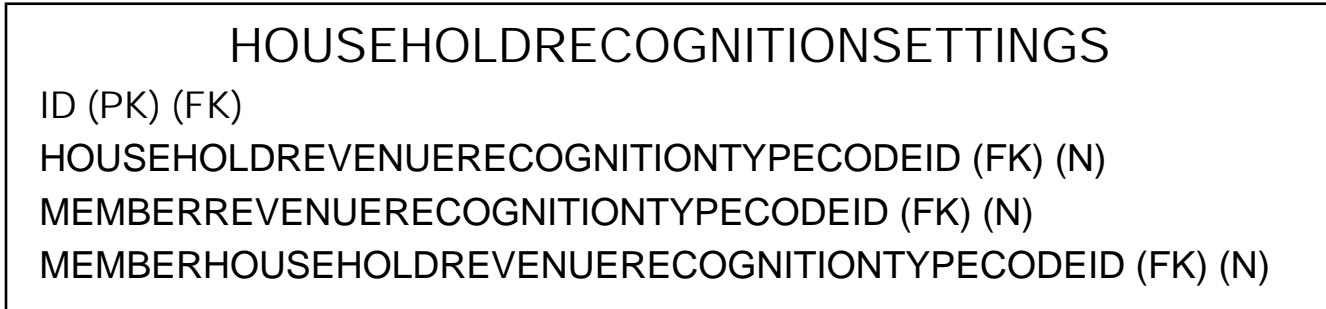 HOUSEHOLDRECOGNITIONSETTINGS
ID (PK) (FK)
HOUSEHOLDREVENUERECOGNITIONTYPECODEID (FK) (N)
MEMBERREVENUERECOGNITIONTYPECODEID (FK) (N)
MEMBERHOUSEHOLDREVENUERECOGNITIONTYPECODEID (FK) (N)